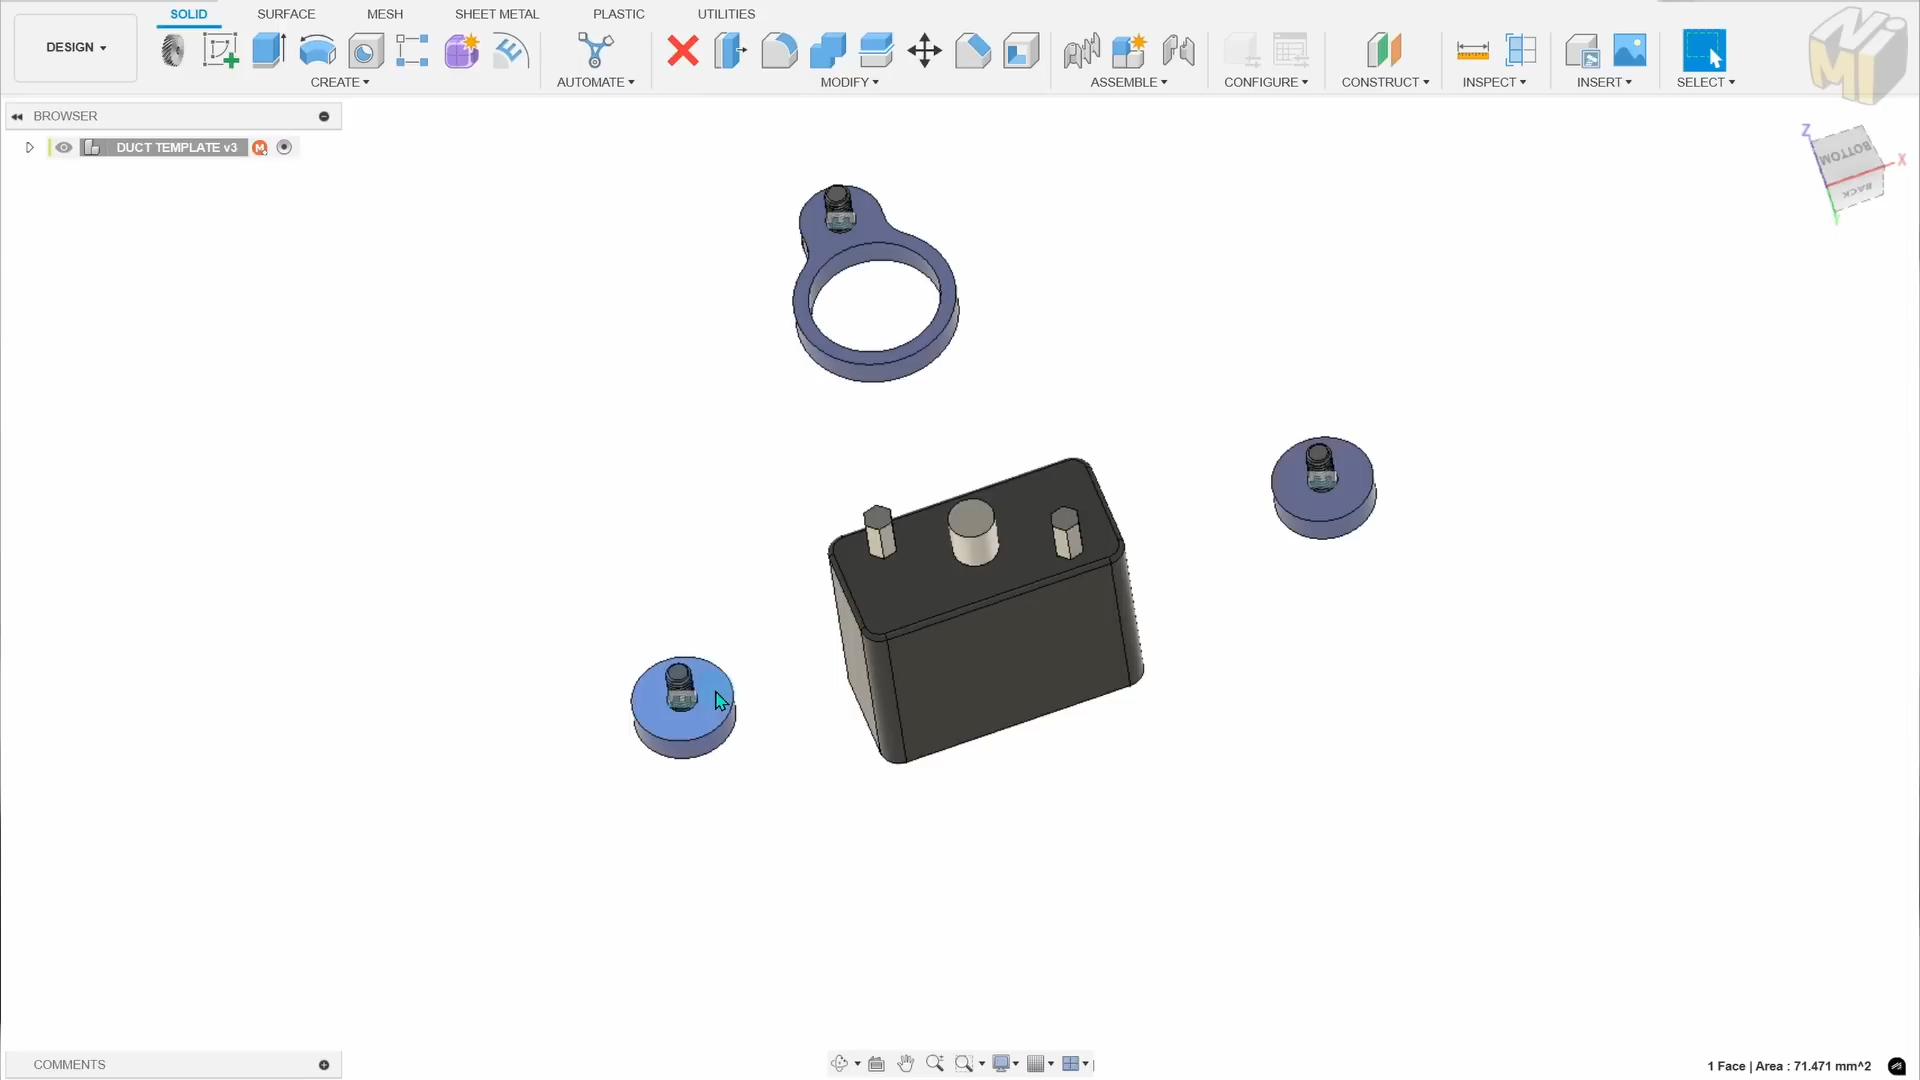 SOLID SURFACE MESH SHEET METAL PLASTIC UTILITIES
DESIGN
CREATE AUTOMATE MODIFY ASSEMBLE CONFIGURE CONSTRUCT INSPECT INSERT SELECT
NiMi
BROWSER
DUCT TEMPLATE v3 M
Z
X
BOTTOM
BACK
Y
COMMENTS
1 Face | Area : 71.471 mm^2